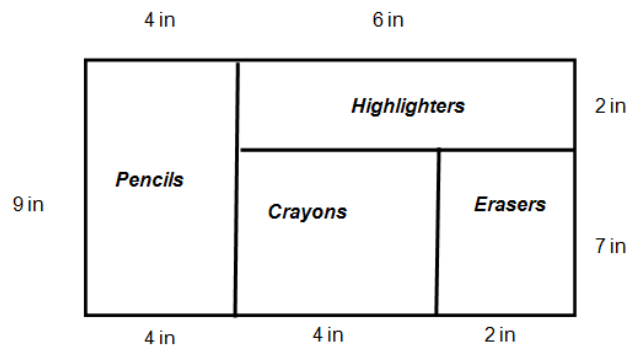 4 in 6 in
Highlighters 2 in
Pencils
9 in Crayons Erasers
7 in
4 in 4 in 2 in